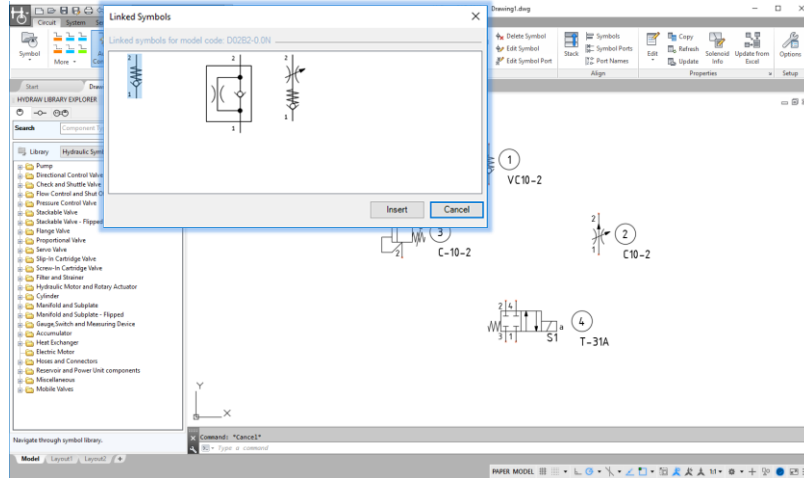 Drawing1.dwg
Circuit
System
Linked Symbols
Linked symbols for model code: D02B2-0.0N
2
1
2
1
2
1
Insert
Cancel
Symbol
More
Delete Symbol
Edit Symbol
Edit Symbol Port
Stack
Symbols
Symbol Ports
Port Names
Align
Edit
Copy
Refresh
Update
Solenoid Info
Update from Excel
Properties
Options
Setup
Start
HYDRAW LIBRARY EXPLORER
Search
Library
Pump
Directional Control Valve
Check and Shuttle Valve
Flow Control and Shut O
Pressure Control Valve
Stackable Valve
Stackable Valve - Flipped
Flange Valve
Proportional Valve
Servo Valve
Slip-In Cartridge Valve
Screw-In Cartridge Valve
Filter and Strainer
Hydraulic Motor and Rotary Actuator
Cylinder
Manifold and Subplate
Manifold and Subplate - Flipped
Gauge,Switch and Measuring Device
Accumulator
Heat Exchanger
Electric Motor
Hoses and Connectors
Reservoir and Power Unit components
Miscellaneous
Mobile Valves
1
VC10-2
3
2
C-10-2
2
1
2
C10-2
2 4
3 1
S1
a
4
T-31A
Y
X
Command: *Cancel*
Type a command
Navigate through symbol library.
Model
Layout1
Layout2
+
PAPER MODEL
1:1